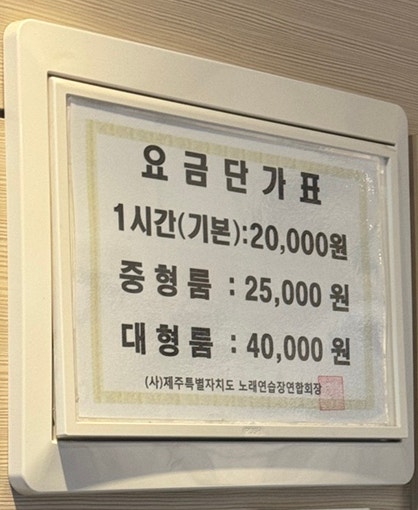 요금단가표
1시간(기본):20,000원
중형룸 : 25,000 원
대형룸 : 40,000 원
(사)제주특별자치도 노래연습장연합회장